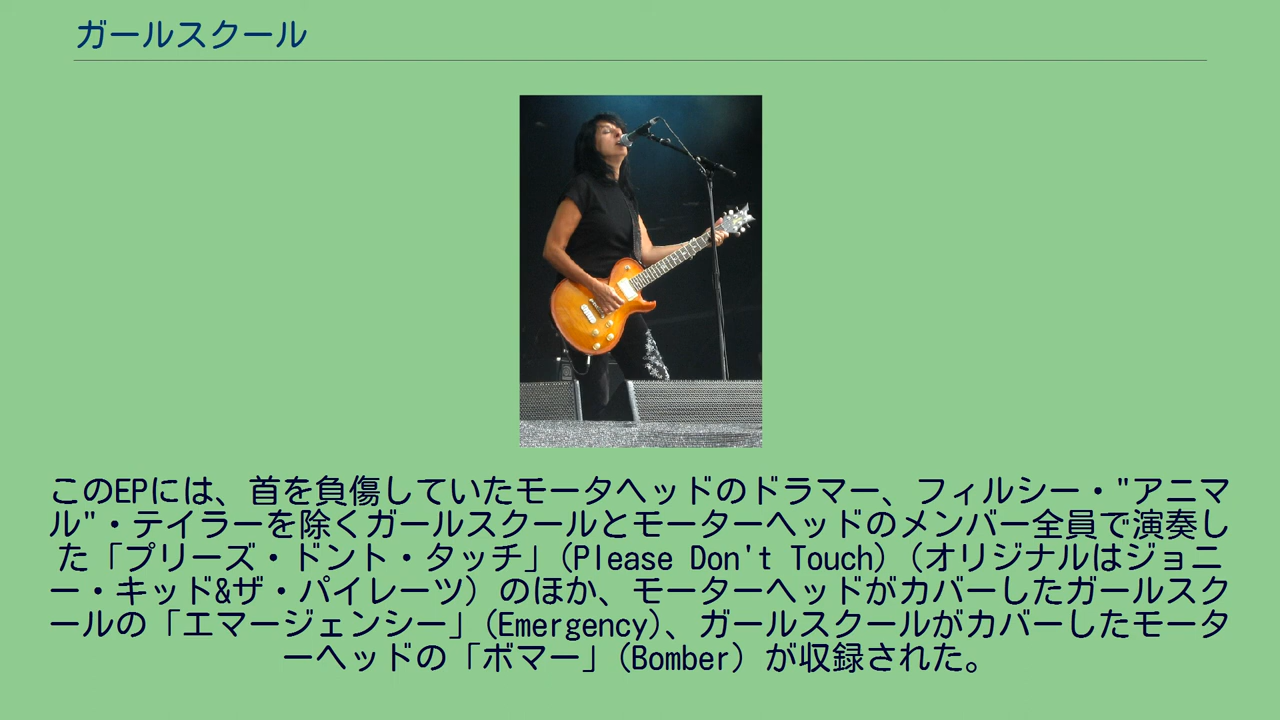 ガールスクール
このEPには、首を負傷していたモータヘッドのドラマー、フィルシー・"アニマ
ル"・テイラーを除くガールスクールとモーターヘッドのメンバー全員で演奏し
た「プリーズ・ドント・タッチ」(Please Don't Touch)（オリジナルはジョニ
ー・キッド&ザ・パイレーツ）のほか、モーターヘッドがカバーしたガールスク
ールの「エマージェンシー」(Emergency)、ガールスクールがカバーしたモータ
ーヘッドの「ボマー」(Bomber）が収録された。